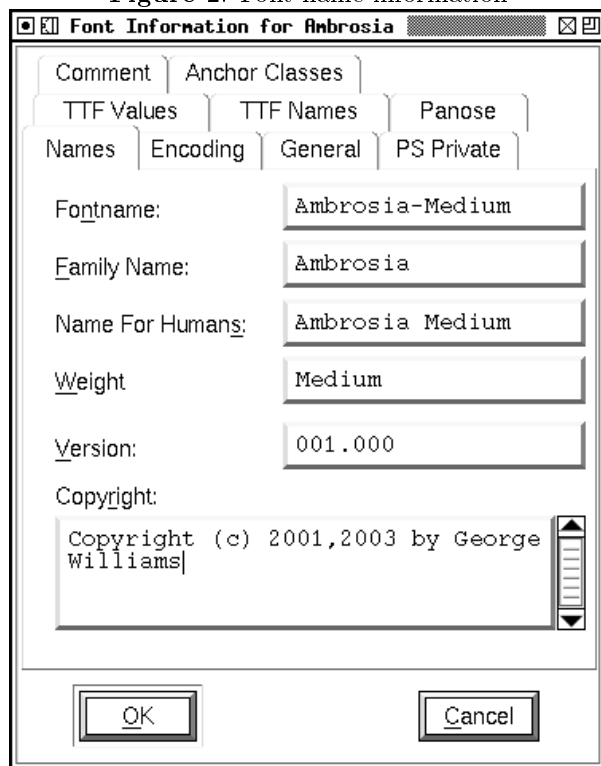 Figure 2: Font name information
Font Information for Ambrosia
Comment Anchor Classes
TTF Values TTF Names Panose
Names Encoding General PS Private
Fontname: Ambrosia-Medium
Family Name: Ambrosia
Name For Humans: Ambrosia Medium
Weight Medium
Version: 001.000
Copyright:
Copyright (c) 2001,2003 by George
Williams
OK Cancel